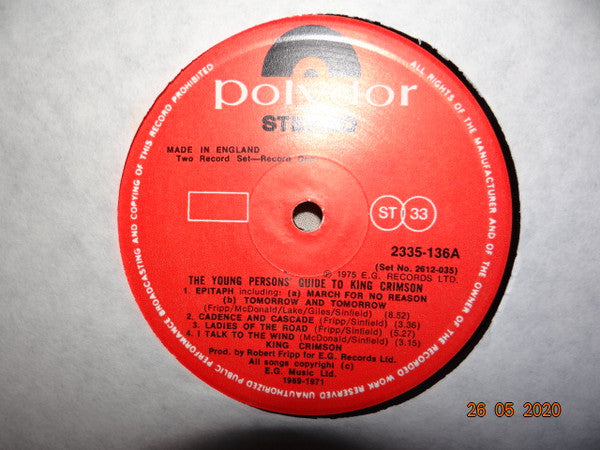 polydor
STEREO
MADE IN ENGLAND
Two Record Set—Record One
ST 33
2335-136A
(Set No. 2612-035)
℗ 1975 E.G. RECORDS LTD.
THE YOUNG PERSONS' GUIDE TO KING CRIMSON
1. EPITAPH including: (a) MARCH FOR NO REASON
(b) TOMORROW AND TOMORROW
(Fripp/McDonald/Lake/Giles/Sinfield) 8.52
2. CADENCE AND CASCADE (Fripp/Sinfield) 3.36
3. LADIES OF THE ROAD (Fripp/Sinfield) 5.27
4. I TALK TO THE WIND (McDonald/Sinfield) 3.15
KING CRIMSON
Prod. by Robert Fripp for E.G. Records Ltd.
All songs copyright (c)
E.G. Music Ltd.
1969-1971
ALL RIGHTS OF THE MANUFACTURER AND OF THE OWNER OF THE RECORDED WORK RESERVED UNAUTHORIZED PUBLIC PERFORMANCE BROADCASTING AND COPYING OF THIS RECORD PROHIBITED
26 05 2020